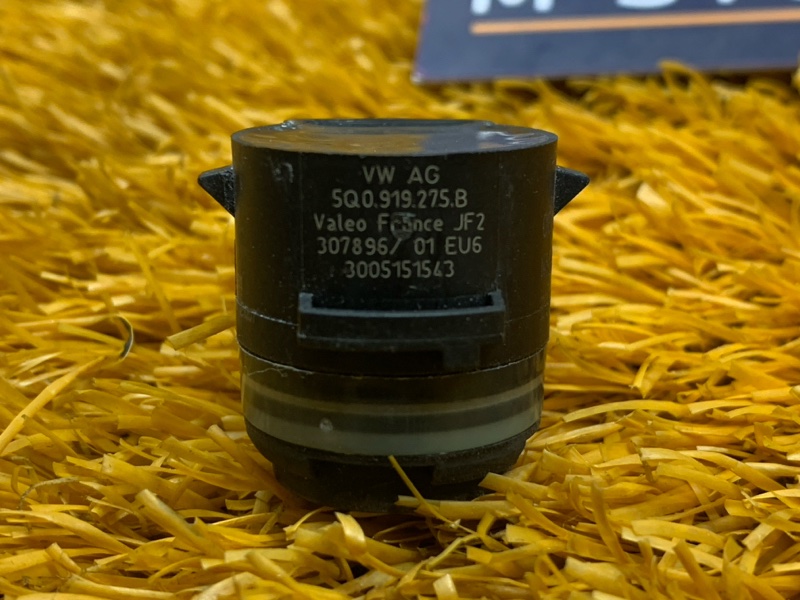 VW AG
5Q0.919.275.B
Valeo France JF2
307896/ 01 EU6
3005151543